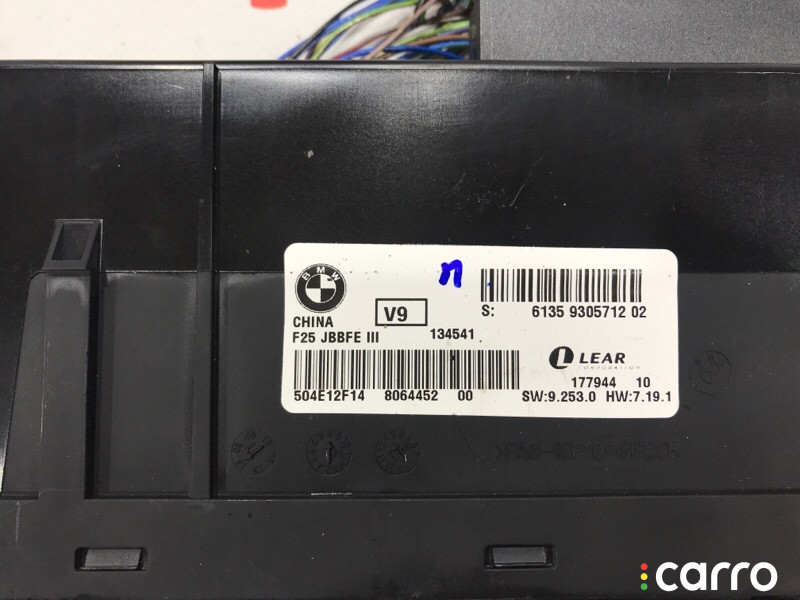 BMW
CHINA
V9
n
S: 6135 9305712 02
F25 JBBFE III
134541
LEAR
CORPORATION
177944 10
504E12F14 8064452 00
SW:9.253.0 HW:7.19.1
carro